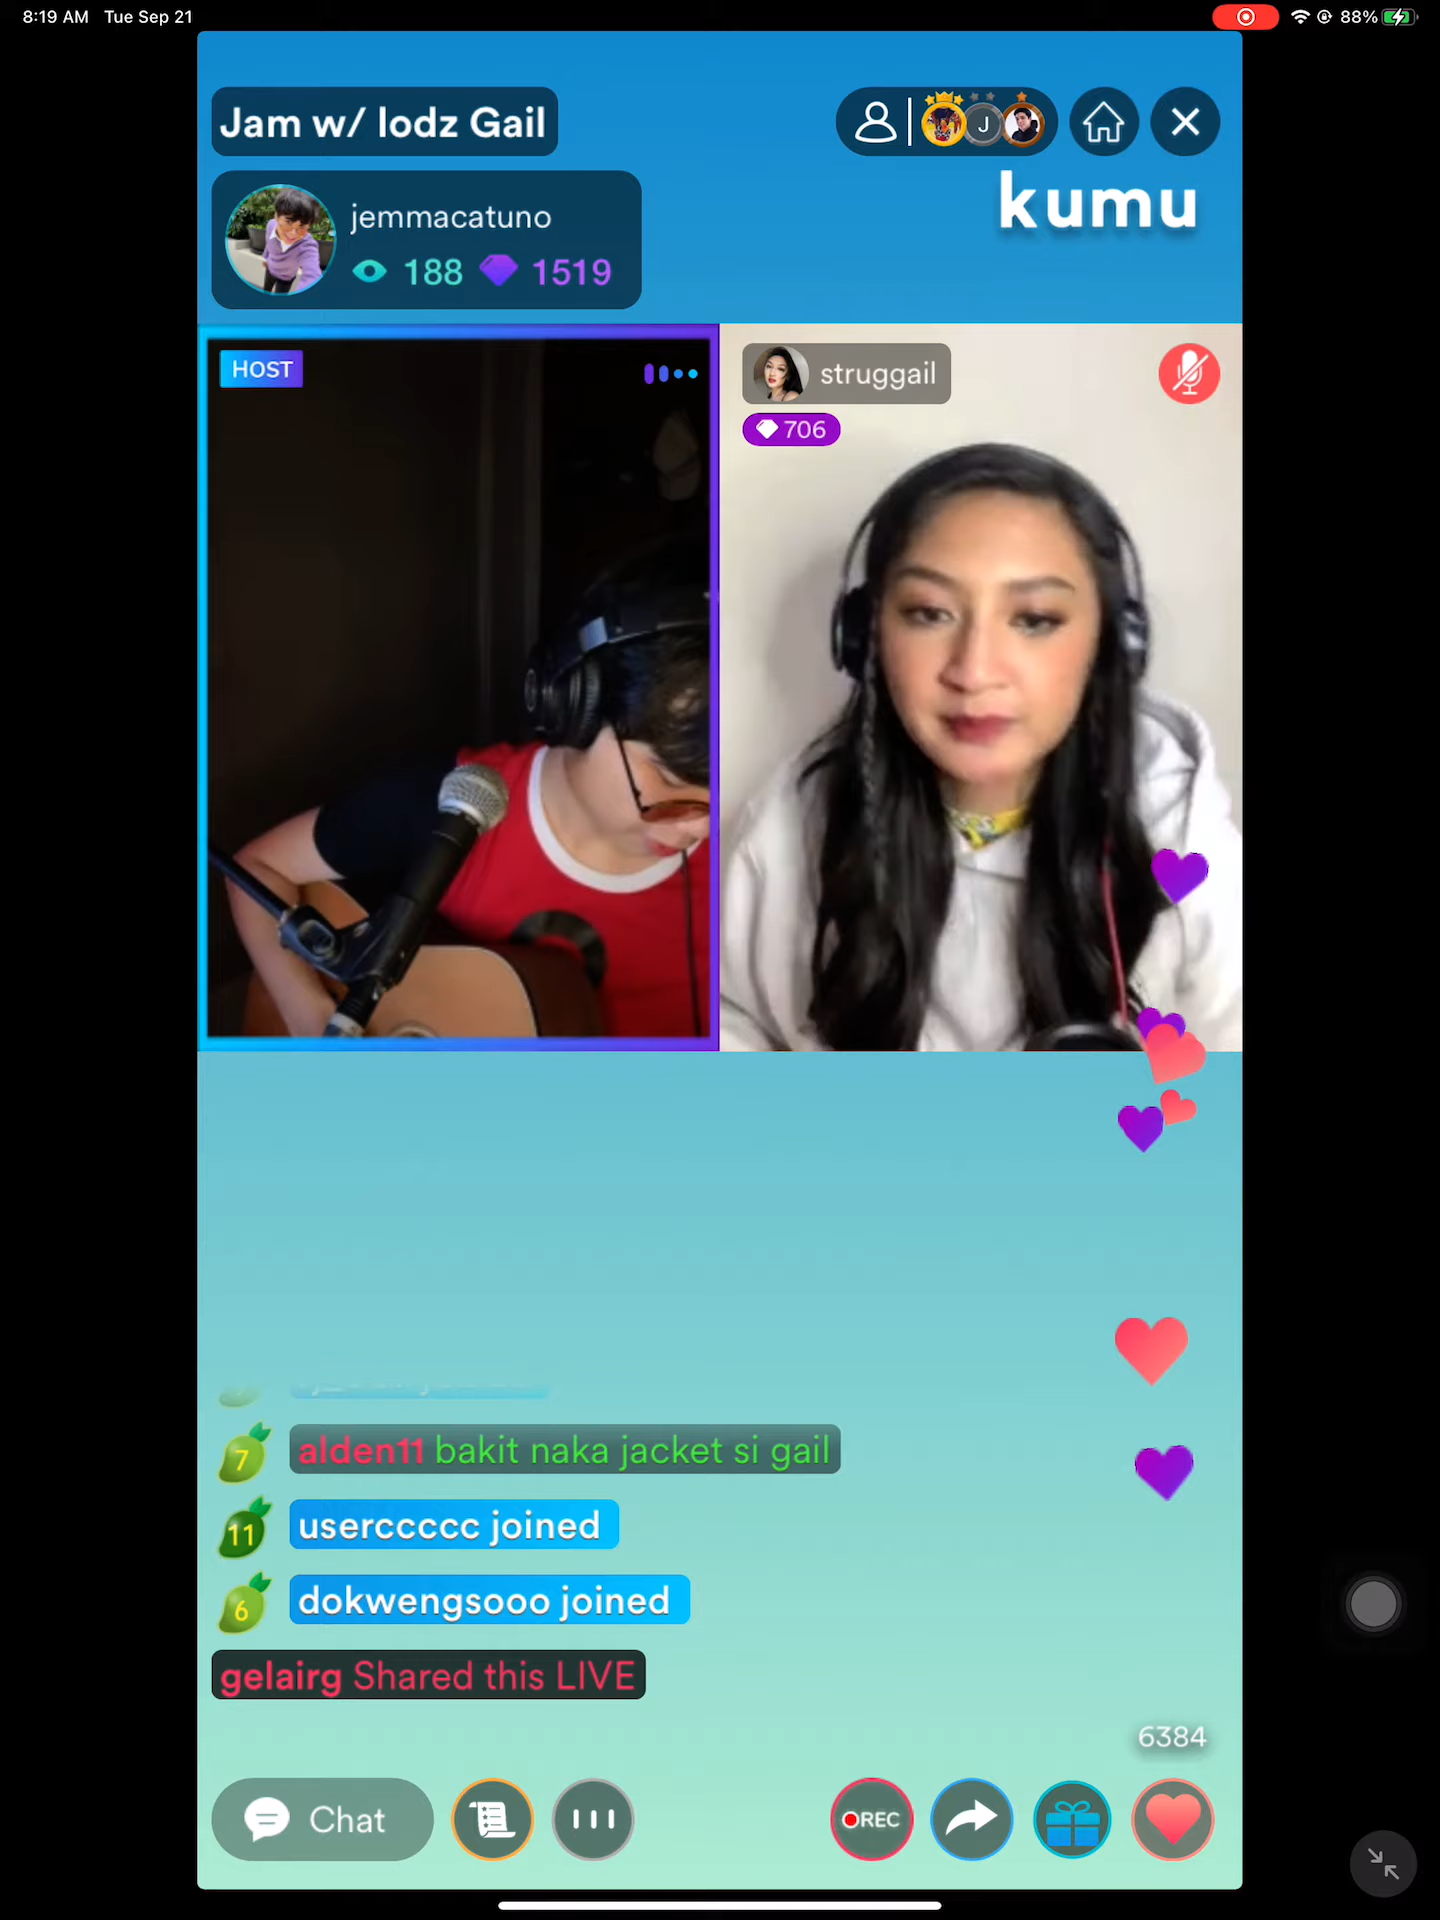 8:19 AM Tue Sep 21
88%
Jam w/ lodz Gail
J
jemmacatuno
188 1519
kumu
HOST
struggail
706
7 alden11 bakit naka jacket si gail
11 userccccc joined
6 dokwengsooo joined
gelairg Shared this LIVE
6384
Chat
REC